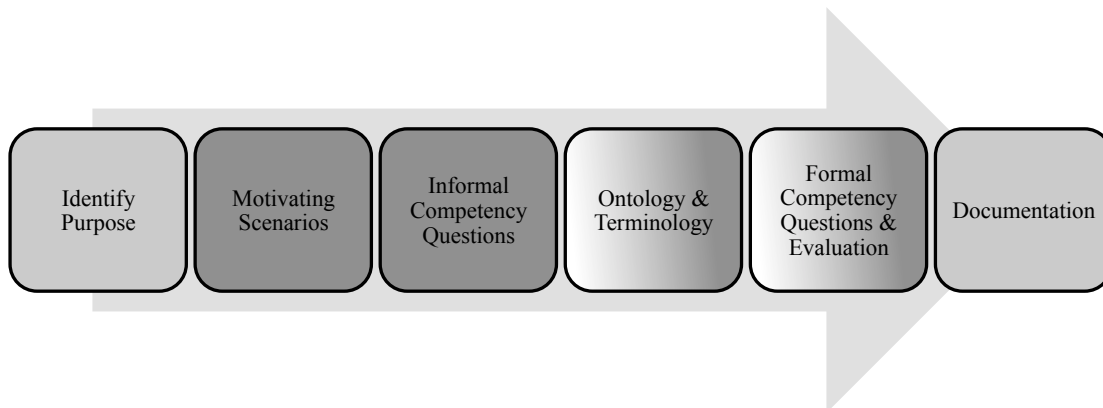 Identify
Purpose
Motivating
Scenarios
Informal
Competency
Questions
Ontology &
Terminology
Formal
Competency
Questions &
Evaluation
Documentation